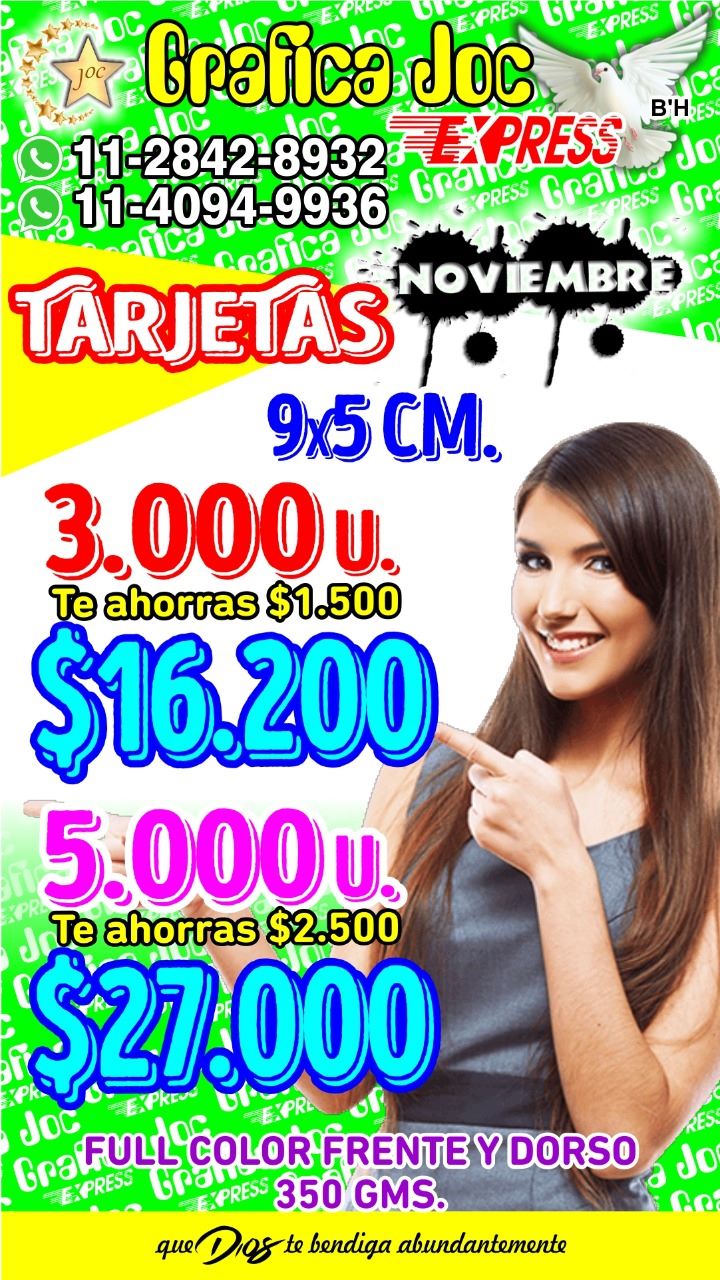 JOC
Grafica Joc
EXPRESS
B'H
11-2842-8932
11-4094-9936
NOVIEMBRE
TARJETAS
9x5 CM.
3.000 U.
Te ahorras $1.500
$16.200
5.000 U.
Te ahorras $2.500
$27.000
FULL COLOR FRENTE Y DORSO
350 GMS.
que Dios te bendiga abundantemente